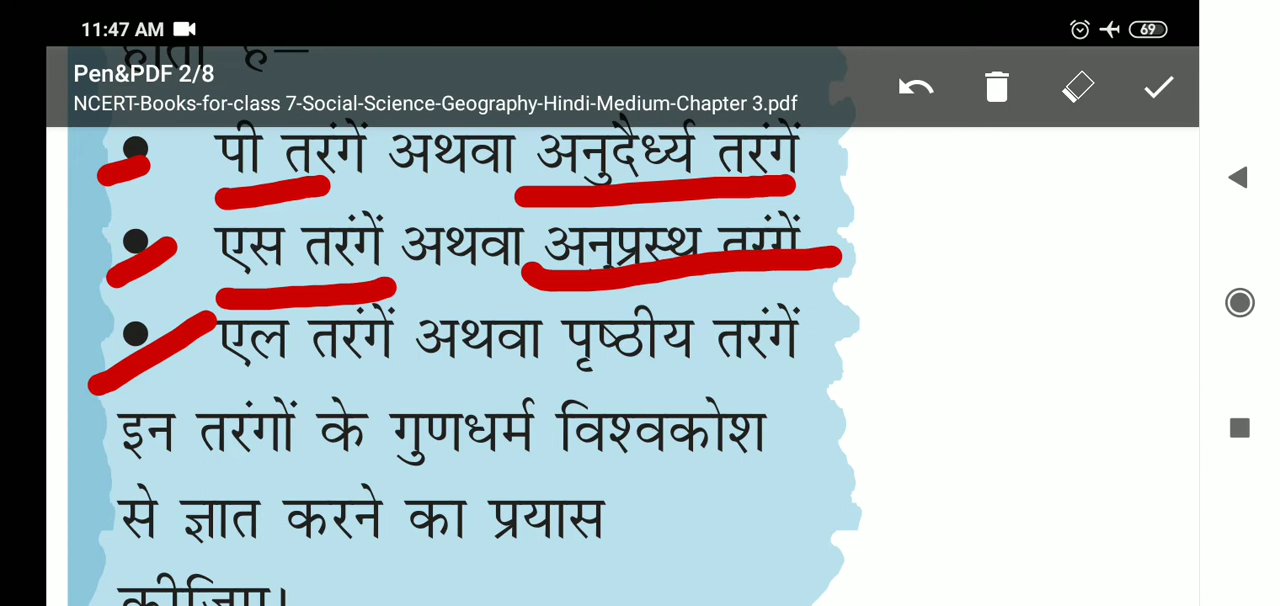 11:47 AM
69
होता है—
Pen&PDF 2/8
NCERT-Books-for-class 7-Social-Science-Geography-Hindi-Medium-Chapter 3.pdf
● पी तरंगें अथवा अनुदैर्ध्य तरंगें
● एस तरंगें अथवा अनुप्रस्थ तरंगें
● एल तरंगें अथवा पृष्ठीय तरंगें
इन तरंगों के गुणधर्म विश्वकोश
से ज्ञात करने का प्रयास
कीजिए।